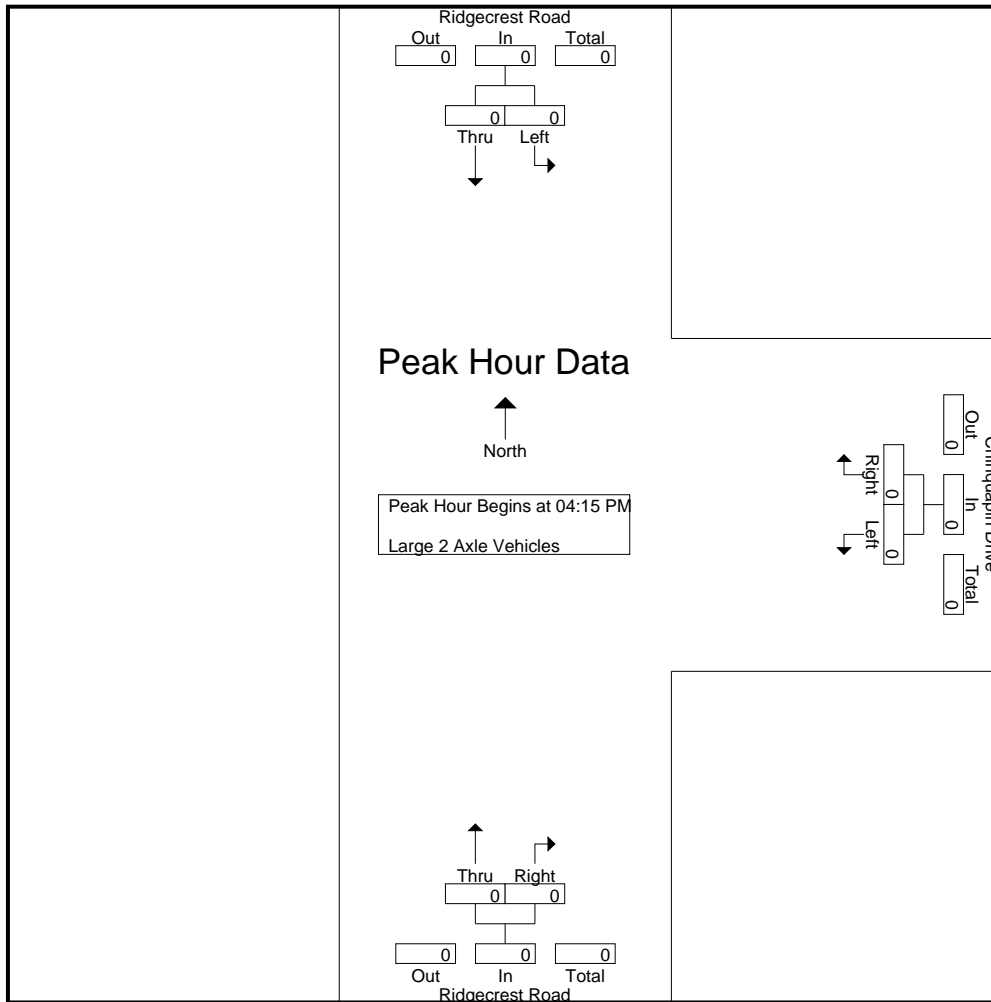 Ridgecrest Road
Out In Total
0 0 0
0 0
Thru Left
Peak Hour Data
North
Peak Hour Begins at 04:15 PM
Large 2 Axle Vehicles
Chinquapin Drive
Out In Total
0 0 0
Right Left
0 0
Thru Right
0 0
0 0 0
Out In Total
Ridgecrest Road